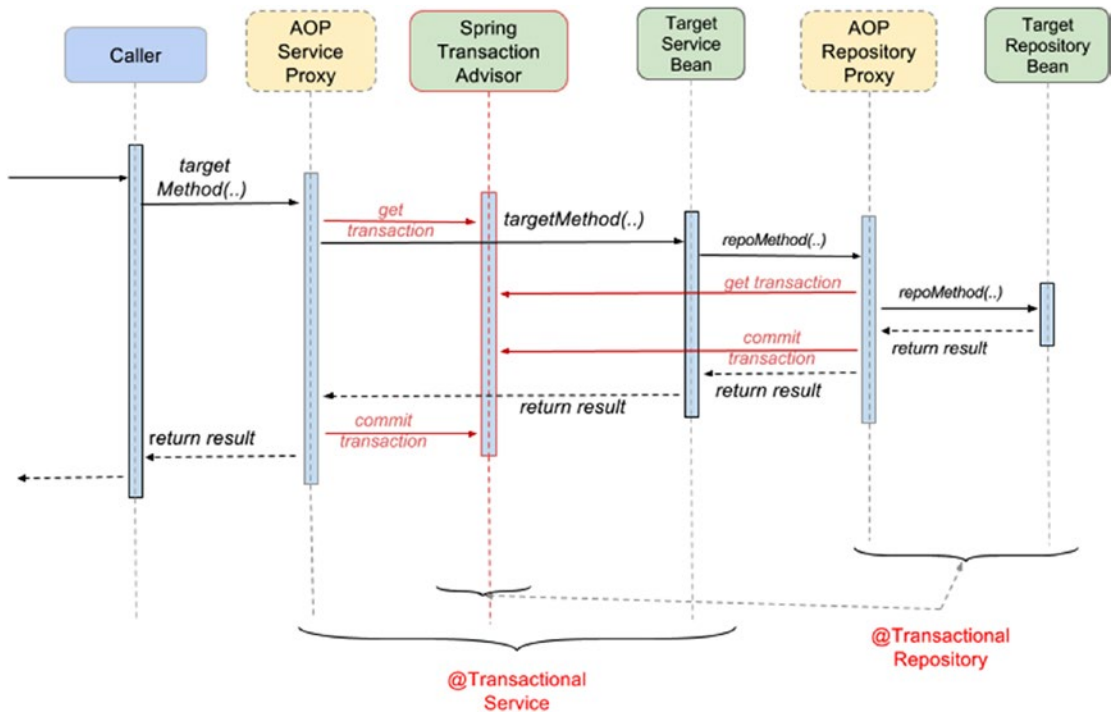 Caller
AOP
Service
Proxy
Spring
Transaction
Advisor
Target
Service
Bean
AOP
Repository
Proxy
Target
Repository
Bean
target
Method(..)
get
transaction
targetMethod(..)
repoMethod(..)
get transaction
repoMethod(..)
return result
commit
transaction
return result
return result
commit
transaction
return result
@Transactional
Repository
@Transactional
Service